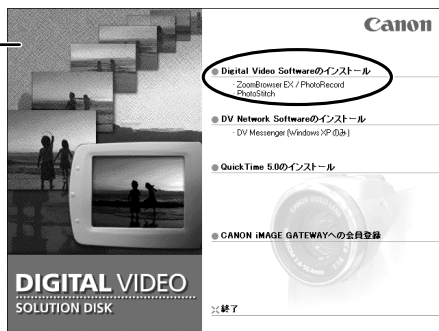 Canon
Digital Video Softwareのインストール
・ZoomBrowser EX / PhotoRecord
・PhotoStitch
DV Network Softwareのインストール
・DV Messenger (Windows XP のみ)
QuickTime 5.0のインストール
CANON iMAGE GATEWAYへの会員登録
終了
DIGITAL VIDEO
SOLUTION DISK